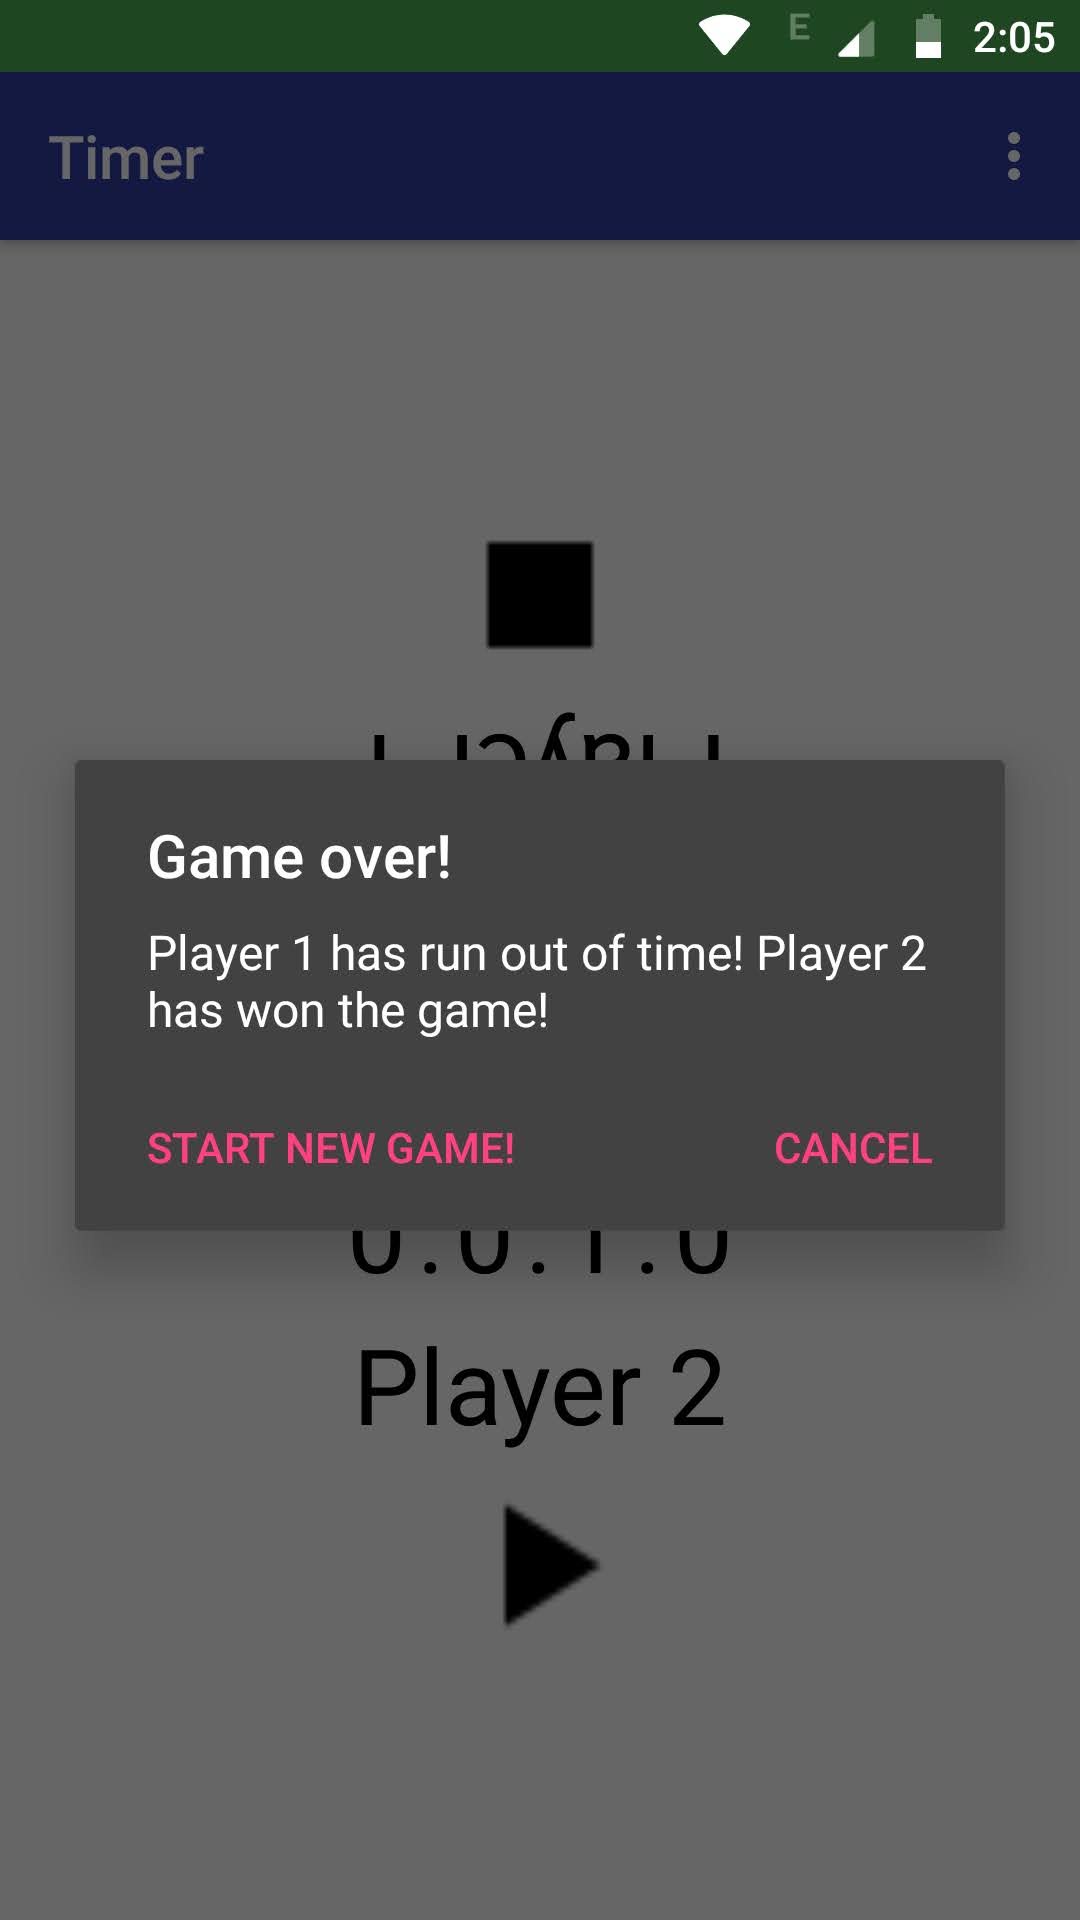 E 2:05
Timer
Game over!
Player 1 has run out of time! Player 2
has won the game!
START NEW GAME! CANCEL
Player 2